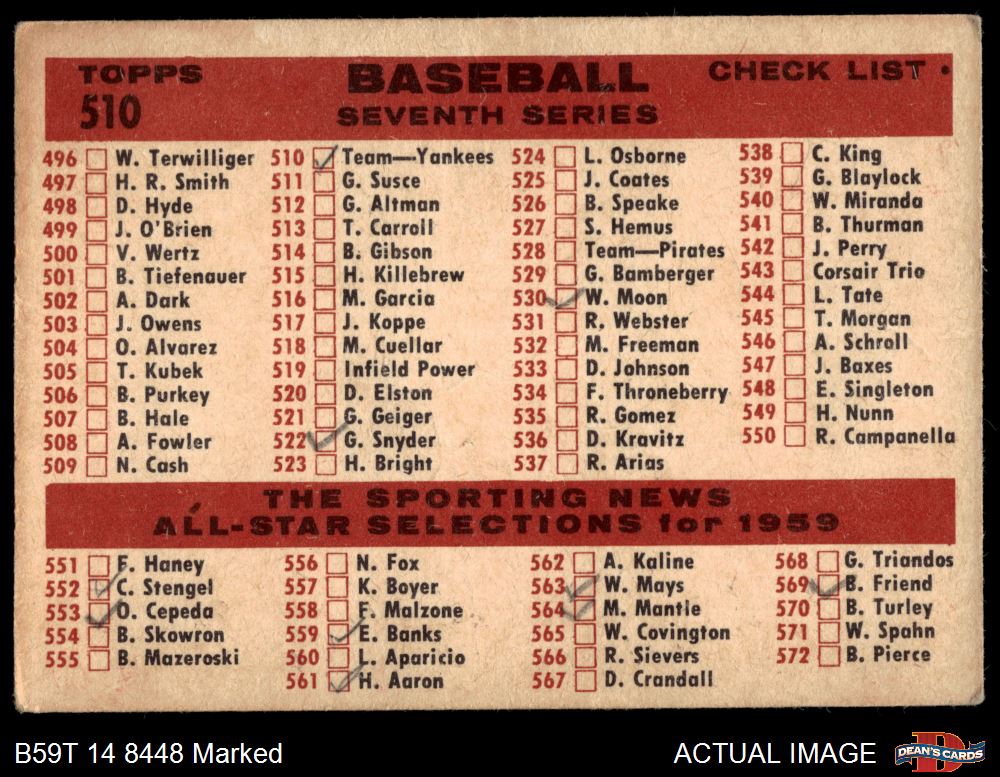 TOPPS BASEBALL CHECK LIST •
510 SEVENTH SERIES
496 W. Terwilliger
497 H. R. Smith
498 D. Hyde
499 J. O'Brien
500 V. Wertz
501 B. Tiefenauer
502 A. Dark
503 J. Owens
504 O. Alvarez
505 T. Kubek
506 B. Purkey
507 B. Hale
508 A. Fowler
509 N. Cash
510 Team—Yankees
511 G. Susce
512 G. Altman
513 T. Carroll
514 B. Gibson
515 H. Killebrew
516 M. Garcia
517 J. Koppe
518 M. Cuellar
519 Infield Power
520 D. Elston
521 G. Geiger
522 G. Snyder
523 H. Bright
524 L. Osborne
525 J. Coates
526 B. Speake
527 S. Hemus
528 Team—Pirates
529 G. Bamberger
530 W. Moon
531 R. Webster
532 M. Freeman
533 D. Johnson
534 F. Throneberry
535 R. Gomez
536 D. Kravitz
537 R. Arias
538 C. King
539 G. Blaylock
540 W. Miranda
541 B. Thurman
542 J. Perry
543 Corsair Trio
544 L. Tate
545 T. Morgan
546 A. Schroll
547 J. Baxes
548 E. Singleton
549 H. Nunn
550 R. Campanella
THE SPORTING NEWS
ALL-STAR SELECTIONS for 1959
551 F. Haney
552 C. Stengel
553 O. Cepeda
554 B. Skowron
555 B. Mazeroski
556 N. Fox
557 K. Boyer
558 F. Malzone
559 E. Banks
560 L. Aparicio
561 H. Aaron
562 A. Kaline
563 W. Mays
564 M. Mantle
565 W. Covington
566 R. Sievers
567 D. Crandall
568 G. Triandos
569 B. Friend
570 B. Turley
571 W. Spahn
572 B. Pierce
B59T 14 8448 Marked
ACTUAL IMAGE
DEAN'S CARDS